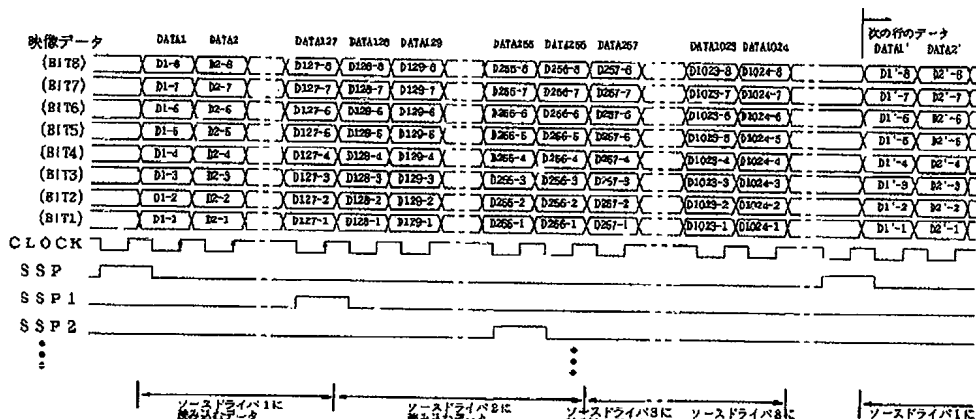 次の行のデータ
映像データ DATA1 DATA2 DATA127 DATA128 DATA129 DATA255 DATA256 DATA257 DATA1023 DATA1024 DATA1' DATA2'
(BIT8) D1-8 D2-8 D127-8 D128-8 D129-8 D255-8 D256-8 D257-8 D1023-8 D1024-8 D1'-8 D2'-8
(BIT7) D1-7 D2-7 D127-7 D128-7 D129-7 D255-7 D256-7 D257-7 D1023-7 D1024-7 D1'-7 D2'-7
(BIT6) D1-6 D2-6 D127-6 D128-6 D129-6 D255-6 D256-6 D257-6 D1023-6 D1024-6 D1'-6 D2'-6
(BIT5) D1-5 D2-5 D127-5 D128-5 D129-5 D255-5 D256-5 D257-5 D1023-5 D1024-5 D1'-5 D2'-5
(BIT4) D1-4 D2-4 D127-4 D128-4 D129-4 D255-4 D256-4 D257-4 D1023-4 D1024-4 D1'-4 D2'-4
(BIT3) D1-3 D2-3 D127-3 D128-3 D129-3 D255-3 D256-3 D257-3 D1023-3 D1024-3 D1'-3 D2'-3
(BIT2) D1-2 D2-2 D127-2 D128-2 D129-2 D255-2 D256-2 D257-2 D1023-2 D1024-2 D1'-2 D2'-2
(BIT1) D1-1 D2-1 D127-1 D128-1 D129-1 D255-1 D256-1 D257-1 D1023-1 D1024-1 D1'-1 D2'-1
CLOCK
SSP
SSP1
SSP2
ソースドライバ1に ソースドライバ2に ソースドライバ3に ソースドライバ8に ソースドライバ1に
読み込むデータ